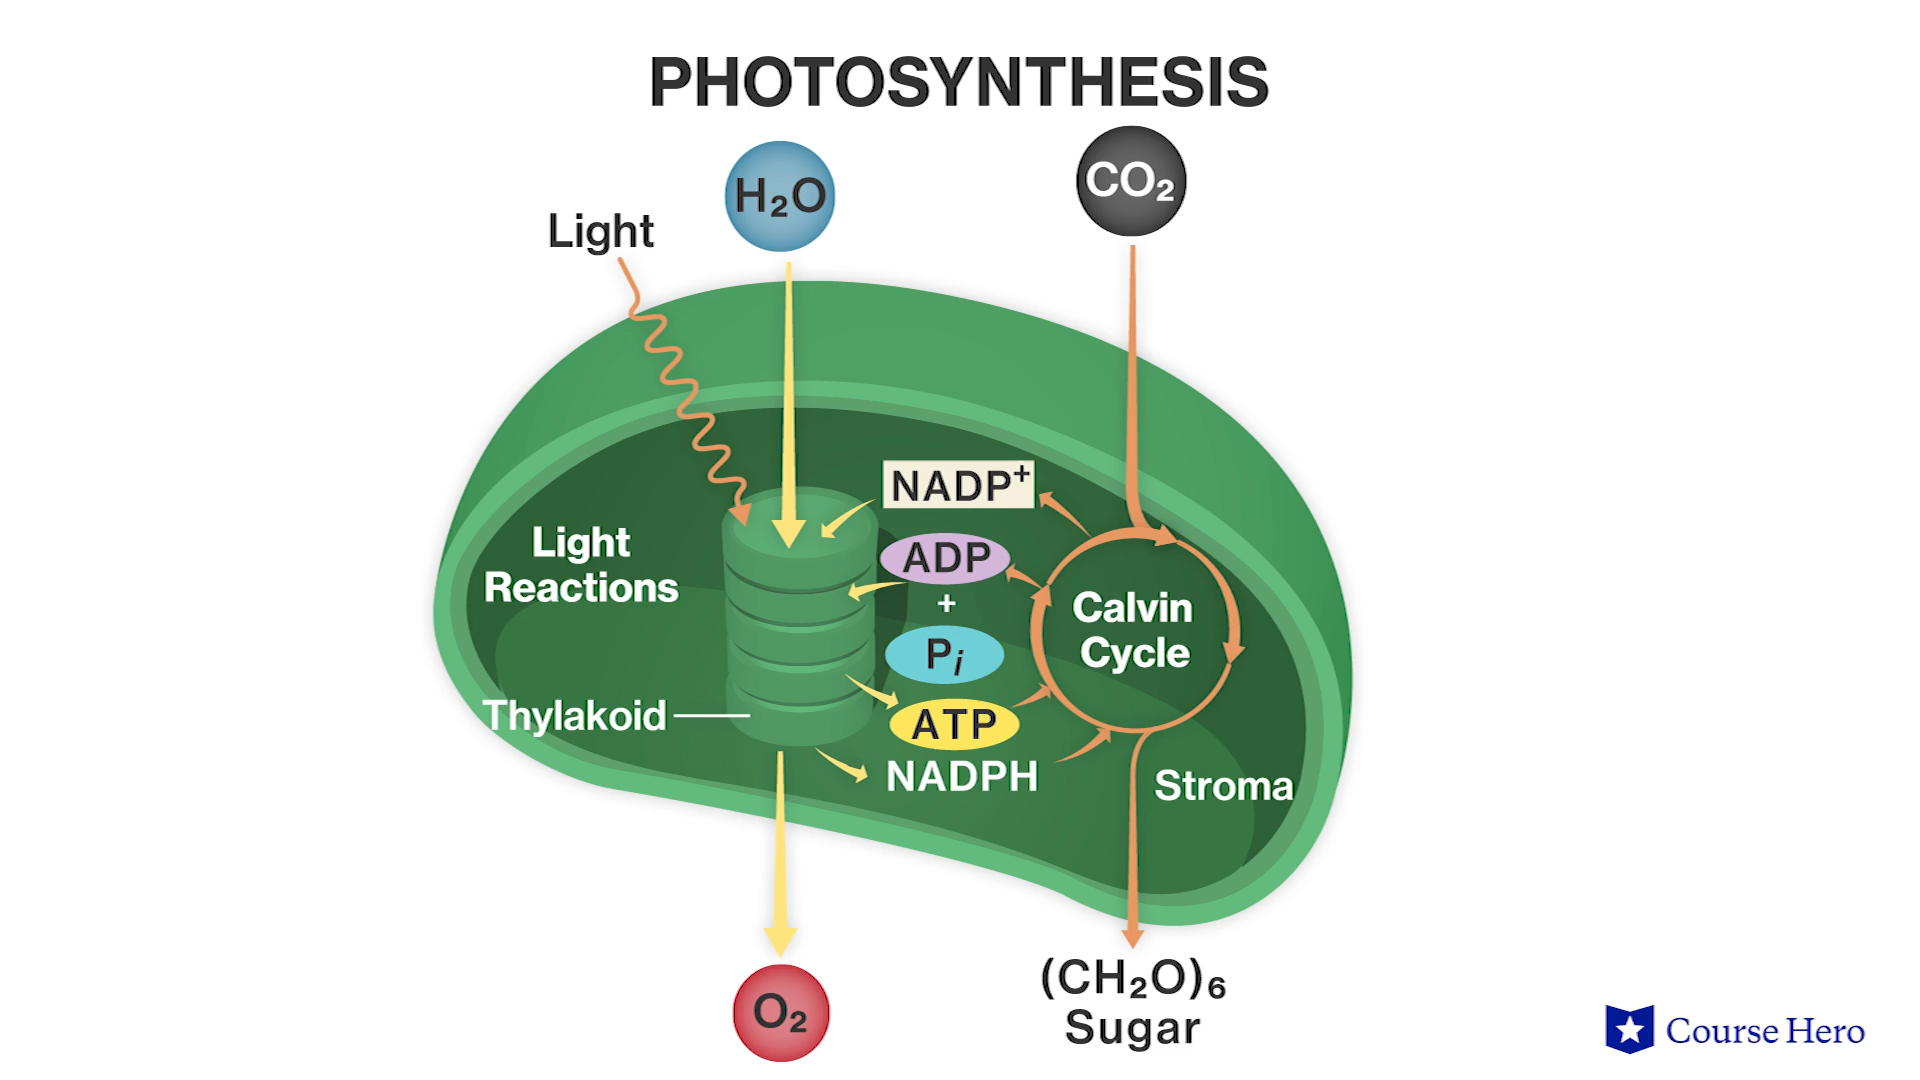 PHOTOSYNTHESIS
H₂O
CO₂
Light
NADP⁺
Light
Reactions
ADP
+
Pi
Calvin
Cycle
Thylakoid
ATP
NADPH
Stroma
O₂
(CH₂O)₆
Sugar
Course Hero